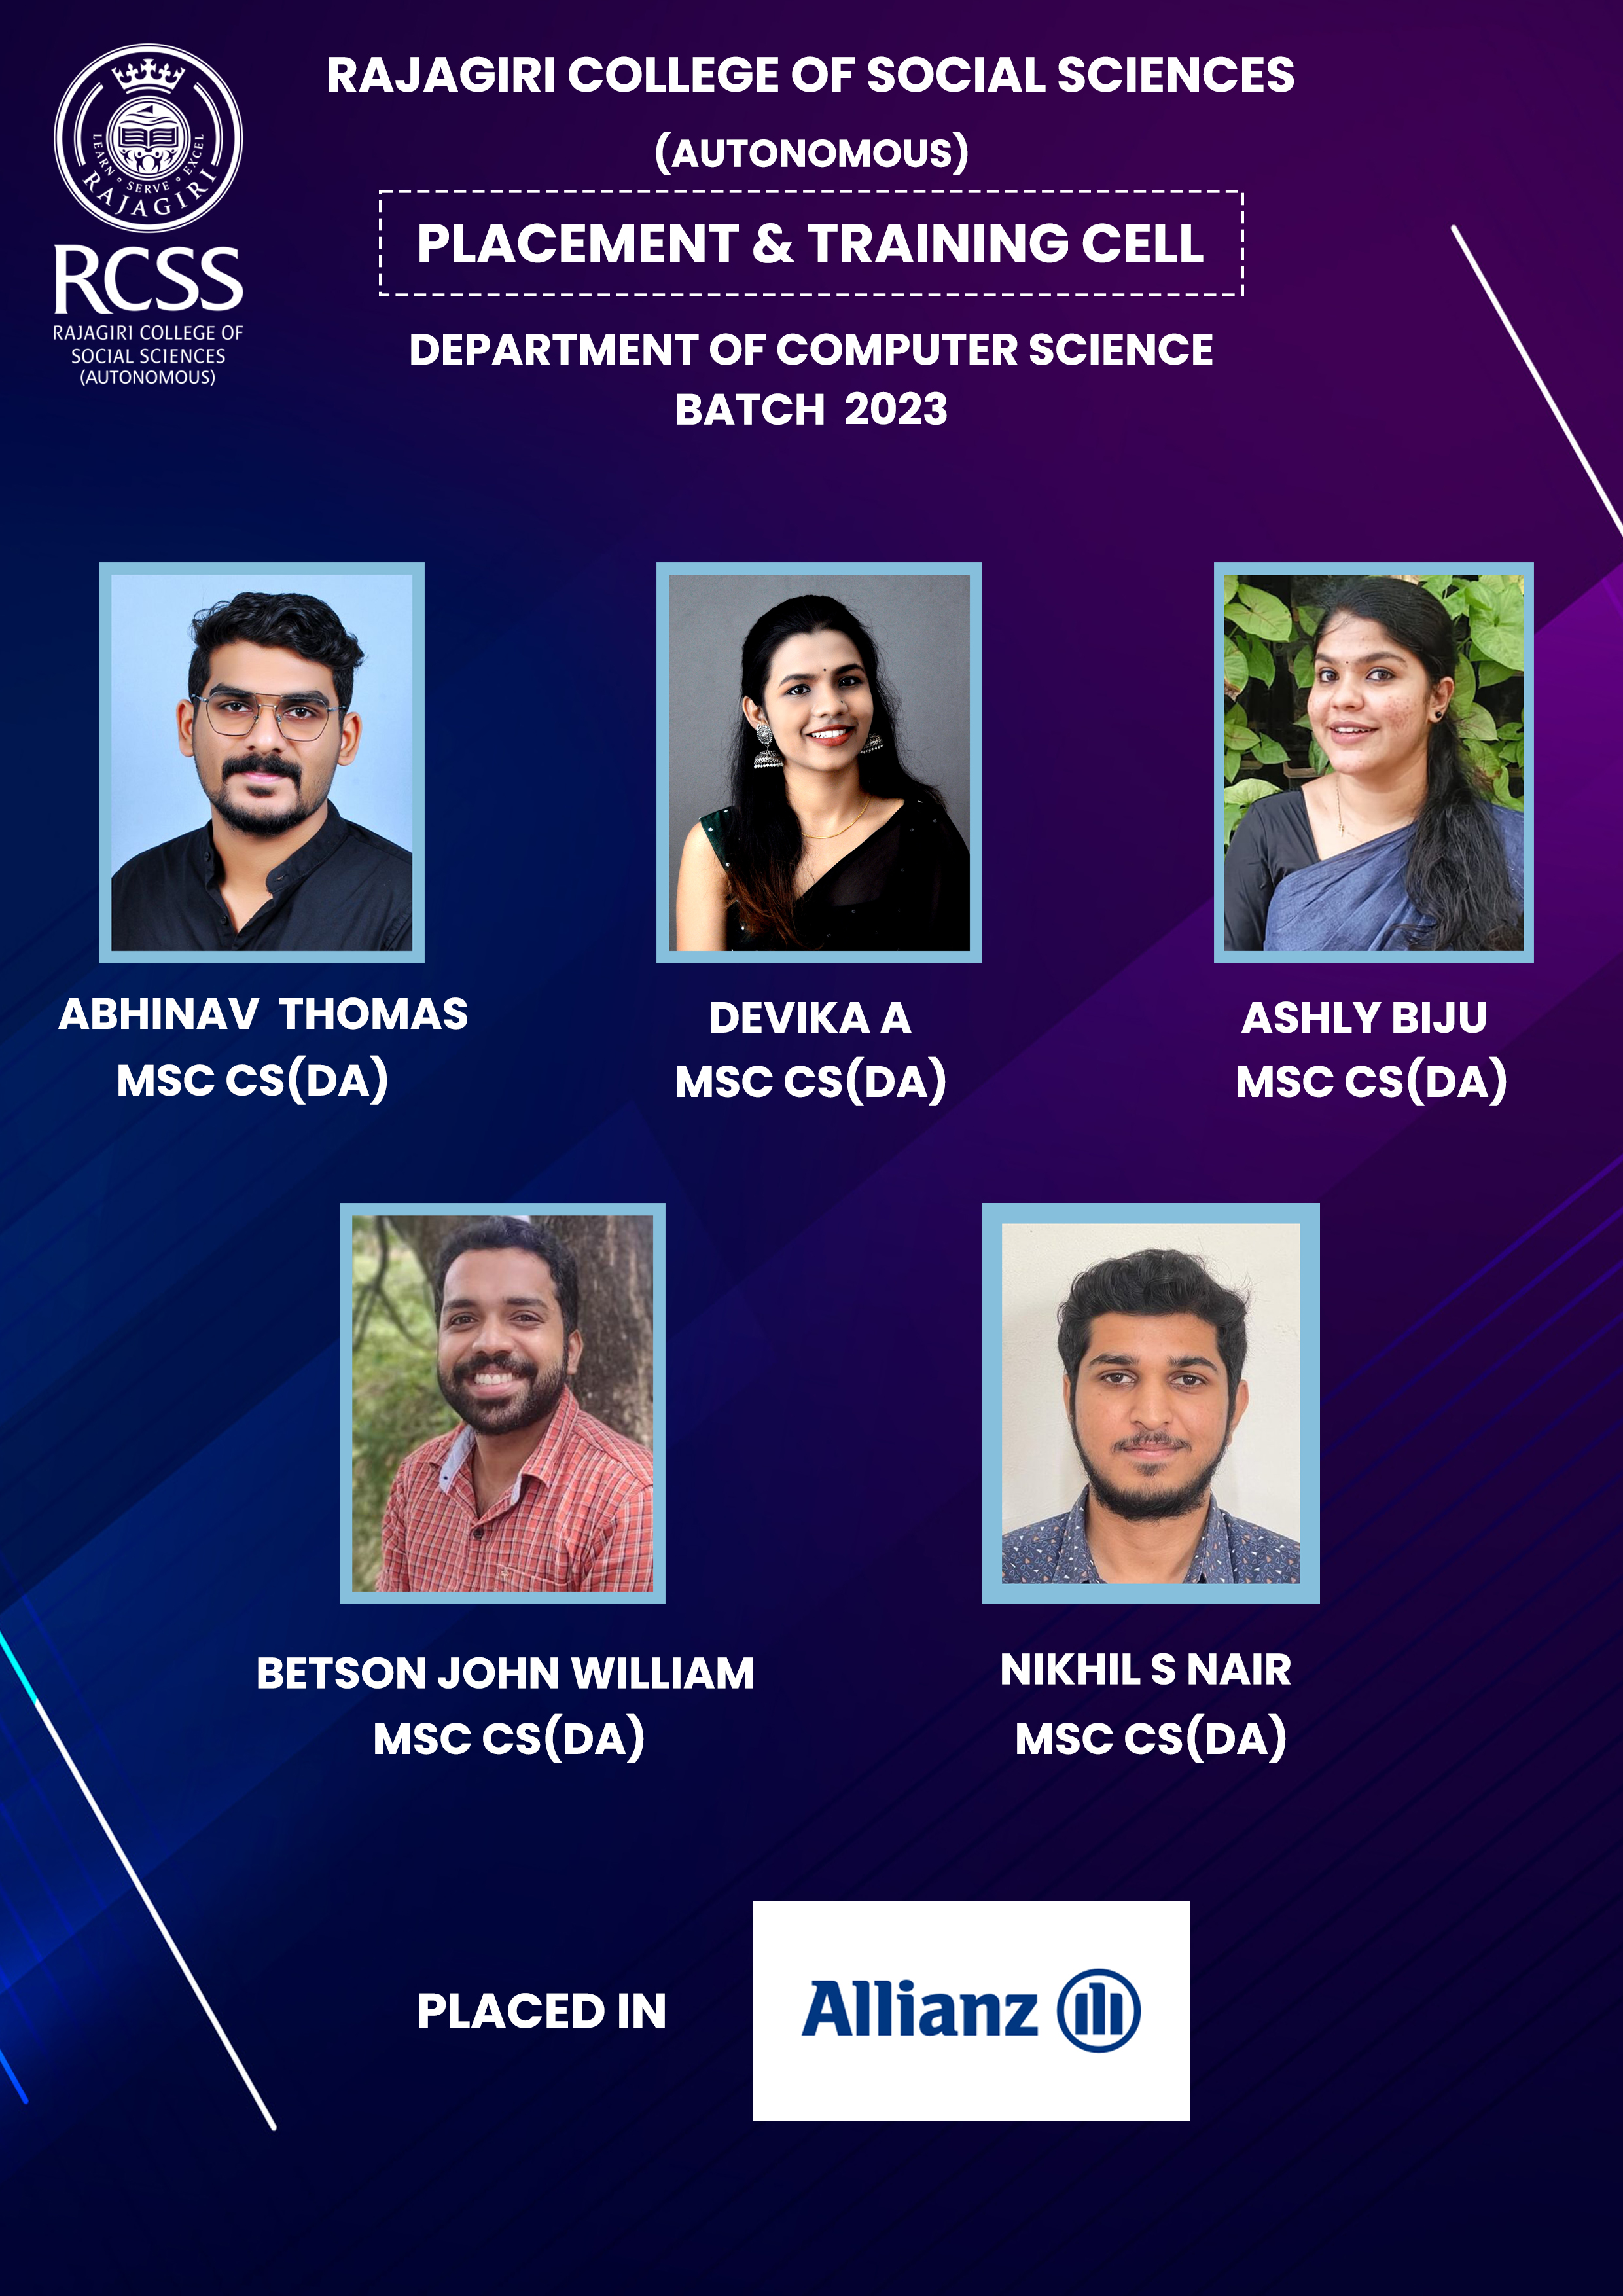 RAJAGIRI COLLEGE OF SOCIAL SCIENCES
(AUTONOMOUS)
PLACEMENT & TRAINING CELL
DEPARTMENT OF COMPUTER SCIENCE
BATCH 2023
LEARN ° SERVE ° EXCEL
RAJAGIRI
RCSS
RAJAGIRI COLLEGE OF
SOCIAL SCIENCES
(AUTONOMOUS)
ABHINAV THOMAS
MSC CS(DA)
DEVIKA A
MSC CS(DA)
ASHLY BIJU
MSC CS(DA)
BETSON JOHN WILLIAM
MSC CS(DA)
NIKHIL S NAIR
MSC CS(DA)
PLACED IN
Allianz